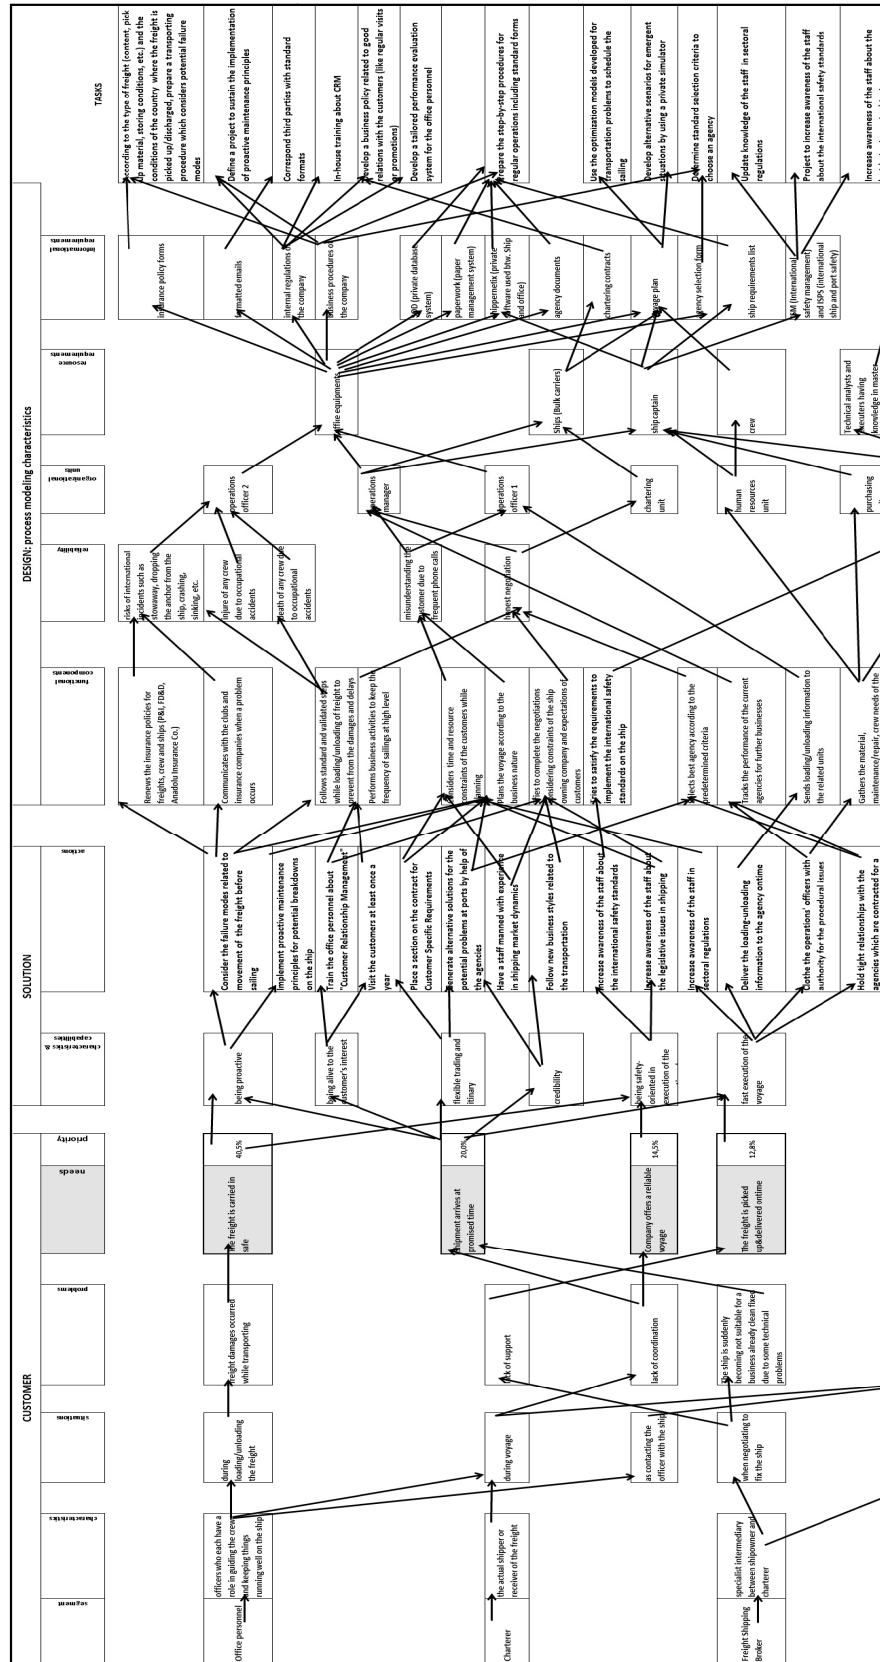 CUSTOMER
SOLUTION
DESIGN: process modeling characteristics
TASKS
segment
characteristics
situations
problems
needs
priority
characteristics &
capabilities
actions
functional
components
reliability
organizational
units
resource
requirements
informational
requirements
Office personnel
Charterer
Freight Shipping
Broker
officers who each have a
role in guiding the crew
and keeping things
running well on the ship
the actual shipper or
receiver of the freight
specialist intermediary
between shipowner and
charterer
during
loading/unloading
the freight
during voyage
as contacting the
officer with the ship
when negotiating to
fix the ship
freight damages occurred
while transporting
lack of support
lack of coordination
The ship is suddenly
becoming not suitable for a
business already clean fixed
due to some technical
problems
The freight is carried in
safe
shipment arrives at
promised time
Company offers a reliable
voyage
The freight is picked
up&delivered ontime
40,5%
20,0%
14,5%
12,8%
being proactive
being alive to the
customer's interest
flexible trading and
itinary
credibility
being safety-
oriented in
execution of the
fast execution of the
voyage
Consider the failure modes related to
movement of the freight before
sailing
Implement proactive maintenance
principles for potential breakdowns
on the ship
Train the office personnel about
"Customer Relationship Management"
Visit the customers at least once a
year
Place a section on the contract for
Customer Specific Requirements
Generate alternative solutions for the
potential problems at ports by help of
the agencies
Have a staff manned with experience
in shipping market dynamics
Follow new business styles related to
the transportation
Increase awareness of the staff about
the international safety standards
Increase awareness of the staff about
the legislative issues in shipping
Increase awareness of the staff in
sectoral regulations
Deliver the loading-unloading
information to the agency ontime
Clothe the operations' officers with
authority for the procedural issues
Hold tight relationships with the
agencies which are contracted for a
Renews the insurance policies for
freights, crew and ships (P&I, FD&D,
Anadolu Insurance Co.)
Communicates with the clubs and
insurance companies when a problem
occurs
Follows standard and validated steps
while loading/unloading of freight to
prevent from the damages and delays
Performs business activities to keep the
frequency of sailings at high level
Considers time and resource
constraints of the customers while
planning
Plans the voyage according to the
business nature
Tries to complete the negotiations
considering constraints of the ship
owning company and expectations of
customers
Tries to satisfy the requirements to
implement the international safety
standards on the ship
Selects best agency according to the
predetermined criteria
Tracks the performance of the current
agencies for further businesses
Sends loading/unloading information to
the related units
Gathers the material,
maintenance/repair, crew needs of the
risks of international
incidents such as
stowaway, dropping
the anchor from the
ship, crashing,
sinking, etc.
injure of any crew
due to occupational
accidents
death of any crew due
to occupational
accidents
misunderstanding the
customer due to
frequent phone calls
honest negotiation
operations
officer 2
operations
manager
operations
officer 1
chartering
unit
human
resources
unit
purchasing
office equipments
Ships (Bulk carriers)
ship captain
crew
Technical analysts and
executers having
knowledge in master
insurance policy forms
formatted emails
internal regulations of
the company
business procedures of
the company
(private database
system)
paperwork (paper
management system)
shippernetix (private
software used btw. Ship
and office)
agency documents
chartering contracts
voyage plan
agency selection form
ship requirements list
ISM (International
safety management)
and ISPS (International
ship and port safety)
According to the type of freight (content, pick
up material, storing conditions, etc.) and the
conditions of the country where the freight is
picked up/discharged, prepare a transporting
procedure which considers potential failure
modes
Define a project to sustain the implementation
of proactive maintenance principles
Correspond third parties with standard
formats
In-house training about CRM
Develop a business policy related to good
relations with the customers (like regular visits
or promotions)
Develop a tailored performance evaluation
system for the office personnel
Prepare the step-by-step procedures for
regular operations including standard forms
Use the optimization models developed for
transportation problems to schedule the
sailing
Develop alternative scenarios for emergent
situations by using a private simulator
Determine standard selection criteria to
choose an agency
Update knowledge of the staff in sectoral
regulations
Project to increase awareness of the staff
about the international safety standards
Increase awareness of the staff about the